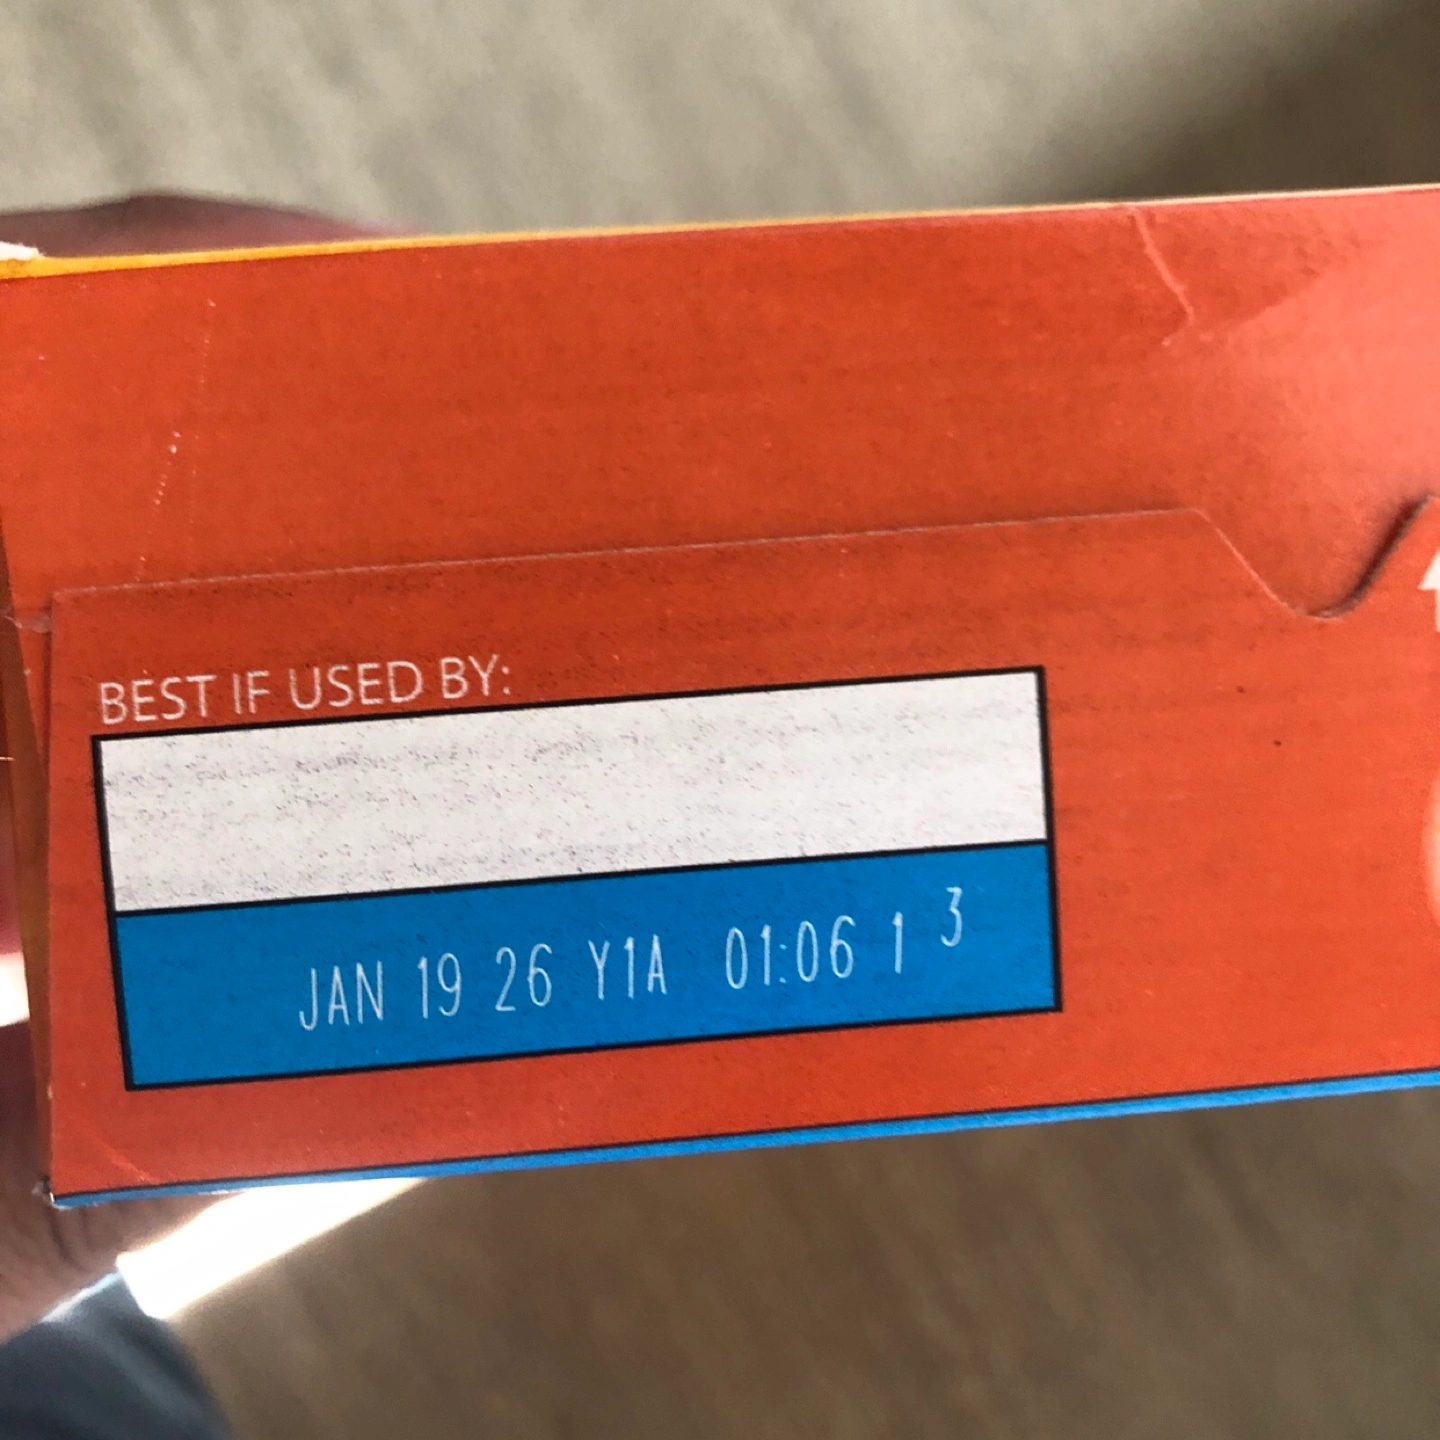 BEST IF USED BY:
JAN 19 26 Y1A 01:06 1 3